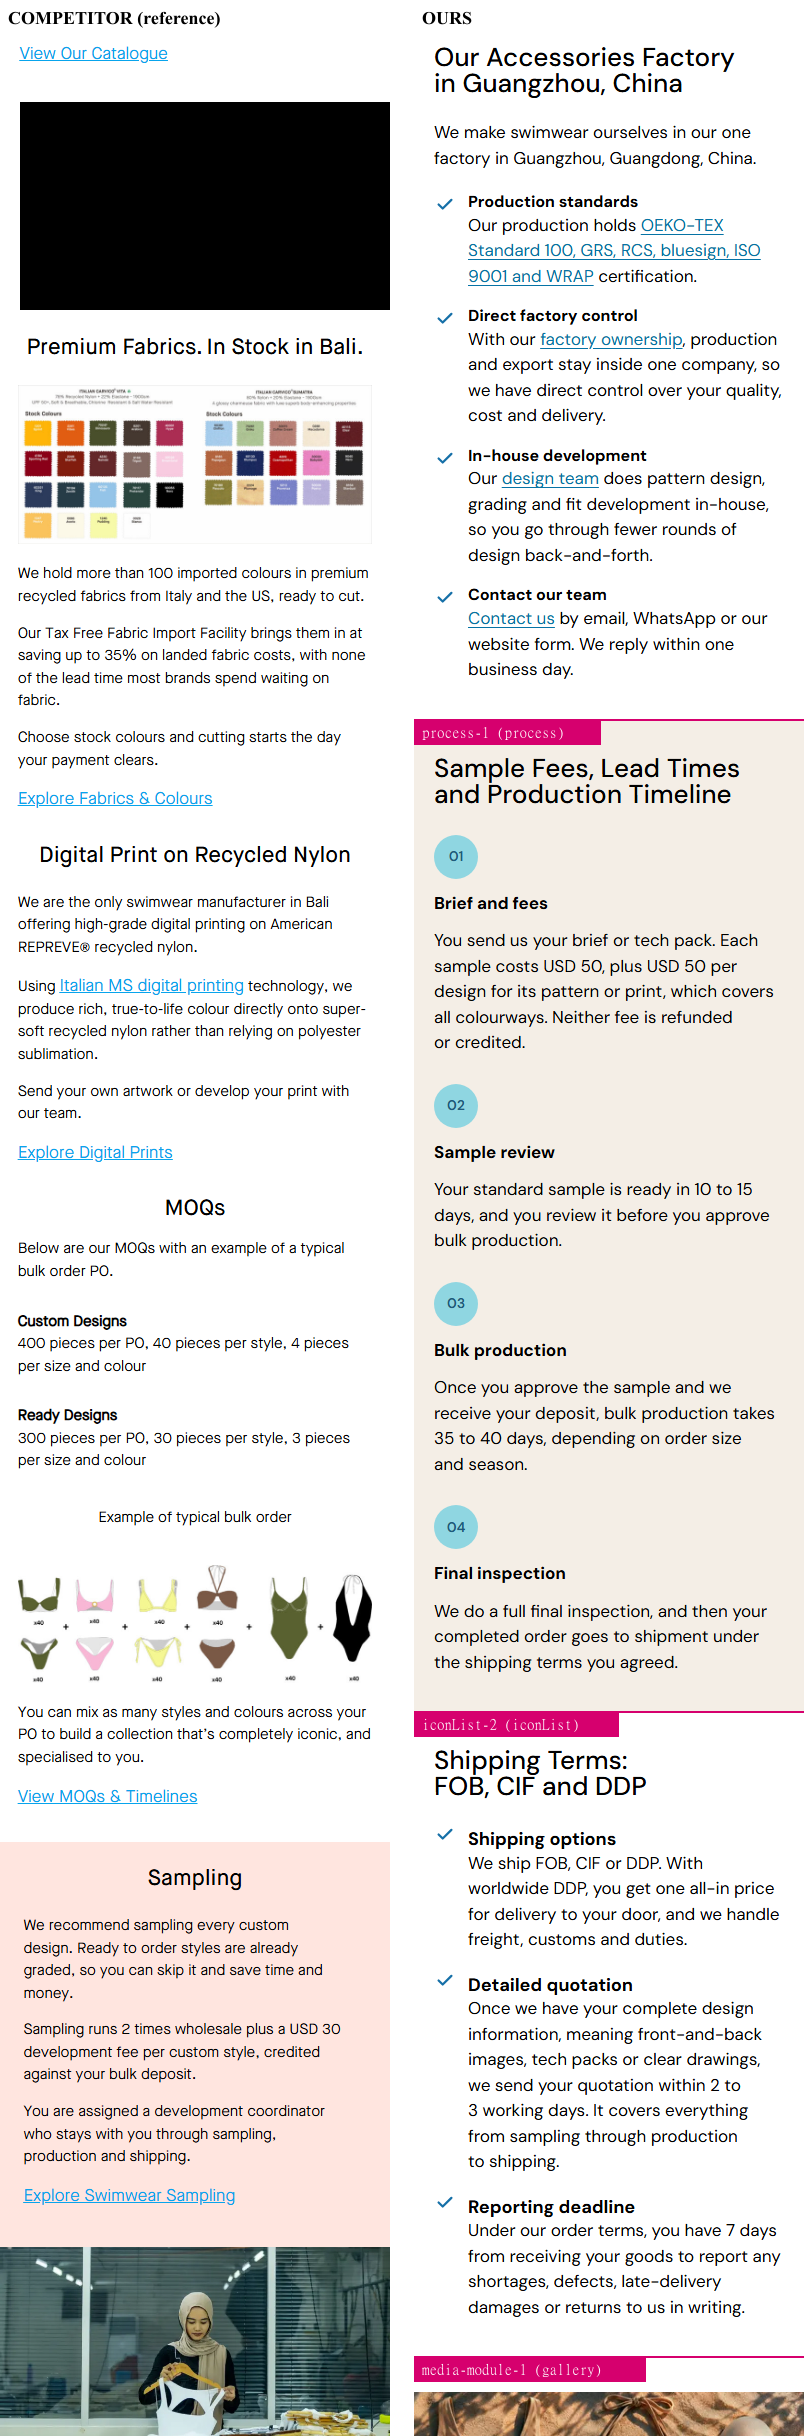 COMPETITOR (reference)
View Our Catalogue
Premium Fabrics. In Stock in Bali.
Stock Colours
Stock Colours
We hold more than 100 imported colours in premium
recycled fabrics from Italy and the US, ready to cut.
Our Tax Free Fabric Import Facility brings them in at
saving up to 35% on landed fabric costs, with none
of the lead time most brands spend waiting on
fabric.
Choose stock colours and cutting starts the day
your payment clears.
Explore Fabrics & Colours
Digital Print on Recycled Nylon
We are the only swimwear manufacturer in Bali
offering high-grade digital printing on American
REPREVE® recycled nylon.
Using Italian MS digital printing technology, we
produce rich, true-to-life colour directly onto super-
soft recycled nylon rather than relying on polyester
sublimation.
Send your own artwork or develop your print with
our team.
Explore Digital Prints
MOQs
Below are our MOQs with an example of a typical
bulk order PO.
Custom Designs
400 pieces per PO, 40 pieces per style, 4 pieces
per size and colour
Ready Designs
300 pieces per PO, 30 pieces per style, 3 pieces
per size and colour
Example of typical bulk order
x40 x40 x40 x40
+ + + + +
x40 x40 x40 x40 x40 x40
You can mix as many styles and colours across your
PO to build a collection that's completely iconic, and
specialised to you.
View MOQs & Timelines
Sampling
We recommend sampling every custom
design. Ready to order styles are already
graded, so you can skip it and save time and
money.
Sampling runs 2 times wholesale plus a USD 30
development fee per custom style, credited
against your bulk deposit.
You are assigned a development coordinator
who stays with you through sampling,
production and shipping.
Explore Swimwear Sampling
OURS
Our Accessories Factory
in Guangzhou, China
We make swimwear ourselves in our one
factory in Guangzhou, Guangdong, China.
Production standards
Our production holds OEKO-TEX
Standard 100, GRS, RCS, bluesign, ISO
9001 and WRAP certification.
Direct factory control
With our factory ownership, production
and export stay inside one company, so
we have direct control over your quality,
cost and delivery.
In-house development
Our design team does pattern design,
grading and fit development in-house,
so you go through fewer rounds of
design back-and-forth.
Contact our team
Contact us by email, WhatsApp or our
website form. We reply within one
business day.
process-1 (process)
Sample Fees, Lead Times
and Production Timeline
01
Brief and fees
You send us your brief or tech pack. Each
sample costs USD 50, plus USD 50 per
design for its pattern or print, which covers
all colourways. Neither fee is refunded
or credited.
02
Sample review
Your standard sample is ready in 10 to 15
days, and you review it before you approve
bulk production.
03
Bulk production
Once you approve the sample and we
receive your deposit, bulk production takes
35 to 40 days, depending on order size
and season.
04
Final inspection
We do a full final inspection, and then your
completed order goes to shipment under
the shipping terms you agreed.
iconList-2 (iconList)
Shipping Terms:
FOB, CIF and DDP
Shipping options
We ship FOB, CIF or DDP. With
worldwide DDP, you get one all-in price
for delivery to your door, and we handle
freight, customs and duties.
Detailed quotation
Once we have your complete design
information, meaning front-and-back
images, tech packs or clear drawings,
we send your quotation within 2 to
3 working days. It covers everything
from sampling through production
to shipping.
Reporting deadline
Under our order terms, you have 7 days
from receiving your goods to report any
shortages, defects, late-delivery
damages or returns to us in writing.
media-module-1 (gallery)